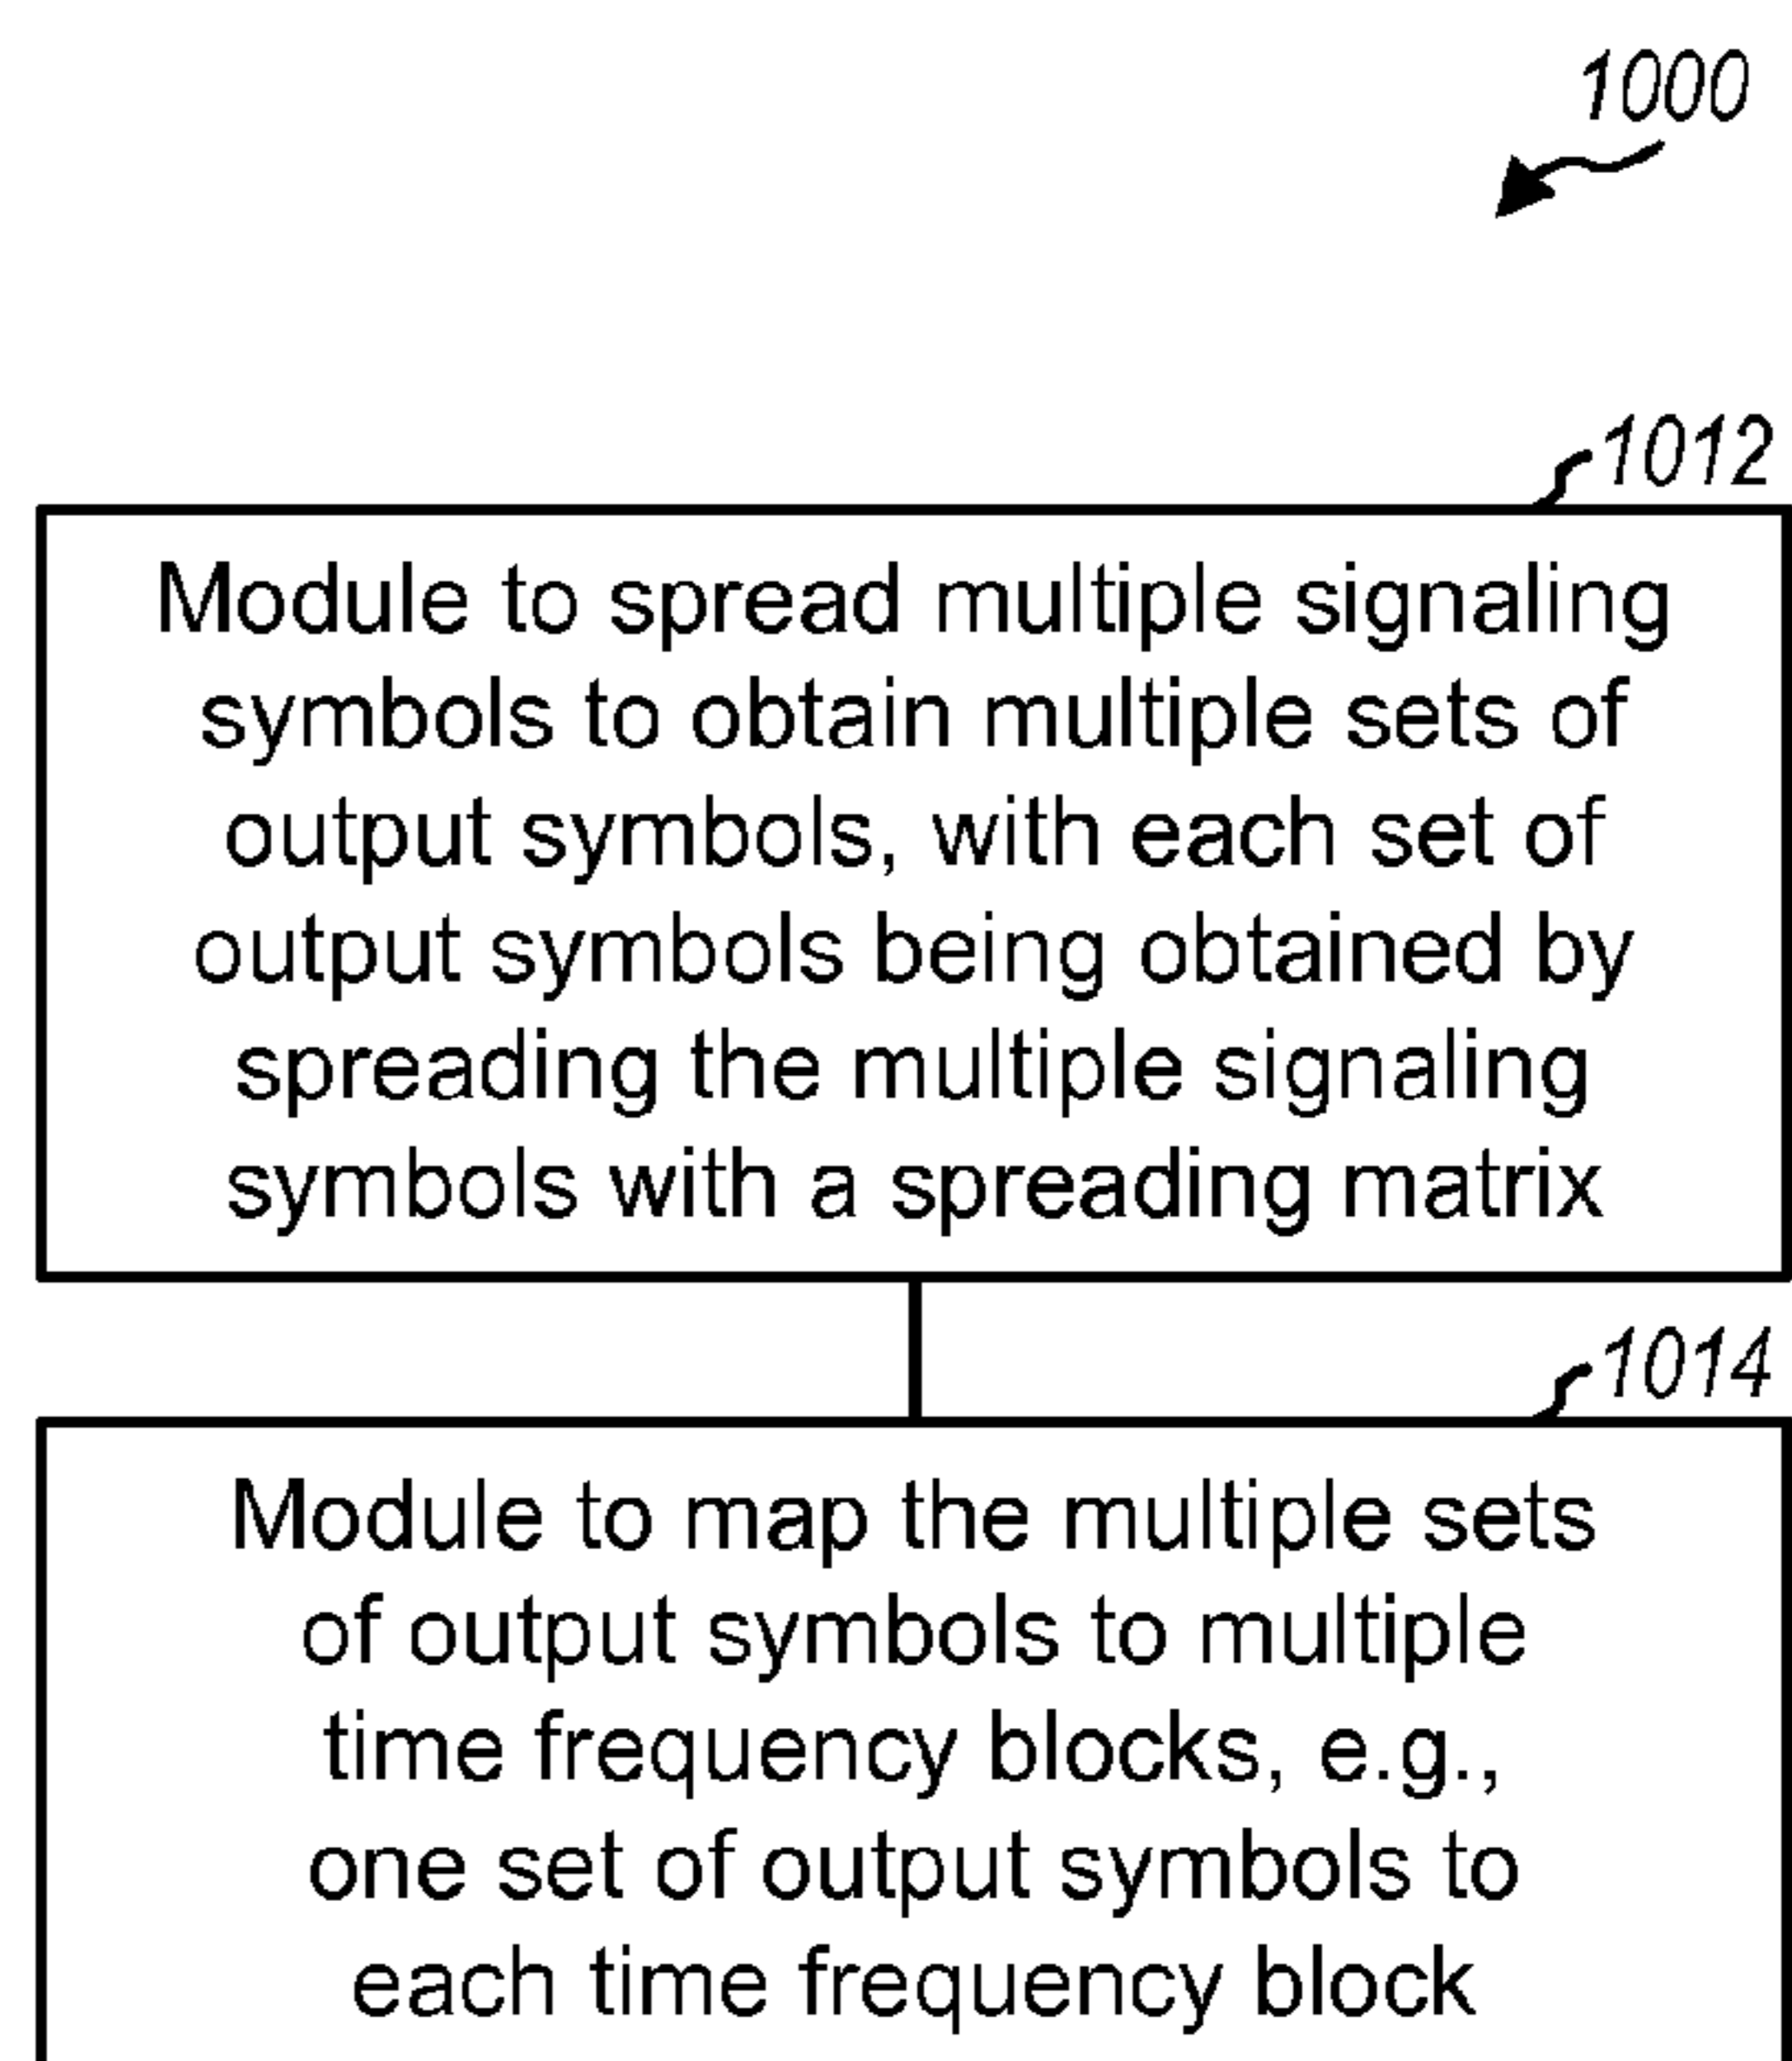 1000
1012
Module to spread multiple signaling
symbols to obtain multiple sets of
output symbols, with each set of
output symbols being obtained by
spreading the multiple signaling
symbols with a spreading matrix
1014
Module to map the multiple sets
of output symbols to multiple
time frequency blocks, e.g.,
one set of output symbols to
each time frequency block